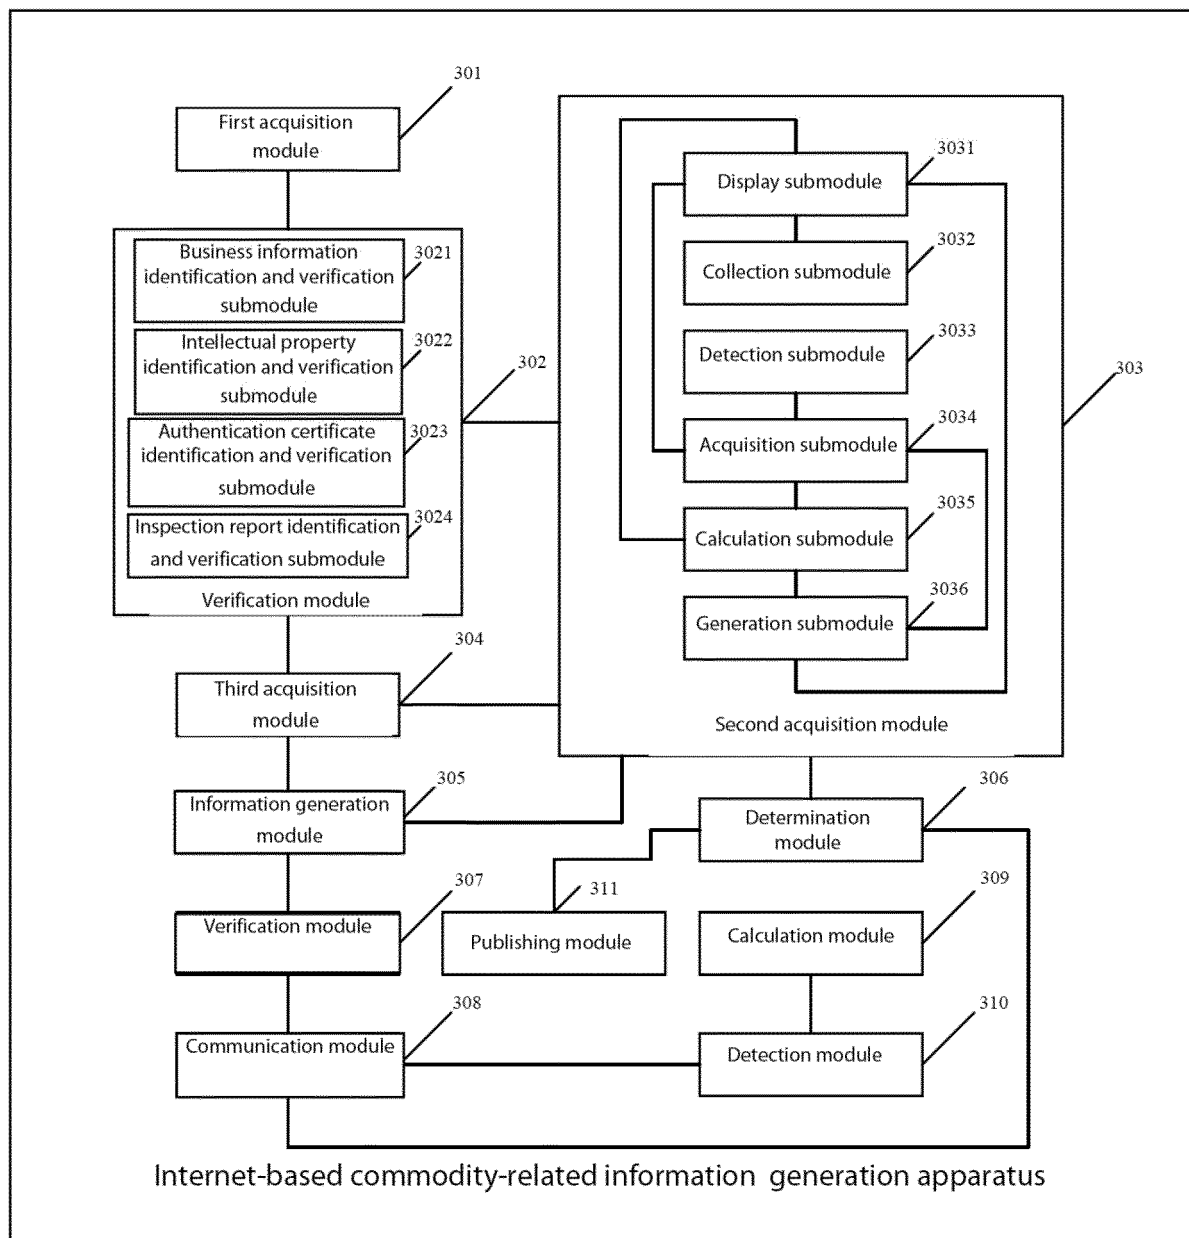 301
First acquisition
module
Business information
identification and verification
submodule
3021
Intellectual property
identification and verification
submodule
3022
Authentication certificate
identification and verification
submodule
3023
Inspection report identification
and verification submodule
3024
Verification module
302
Display submodule
3031
Collection submodule
3032
Detection submodule
3033
Acquisition submodule
3034
Calculation submodule
3035
Generation submodule
3036
Second acquisition module
303
Third acquisition
module
304
Information generation
module
305
Determination
module
306
Verification module
307
Publishing module
311
Calculation module
309
Communication module
308
Detection module
310
Internet-based commodity-related information generation apparatus